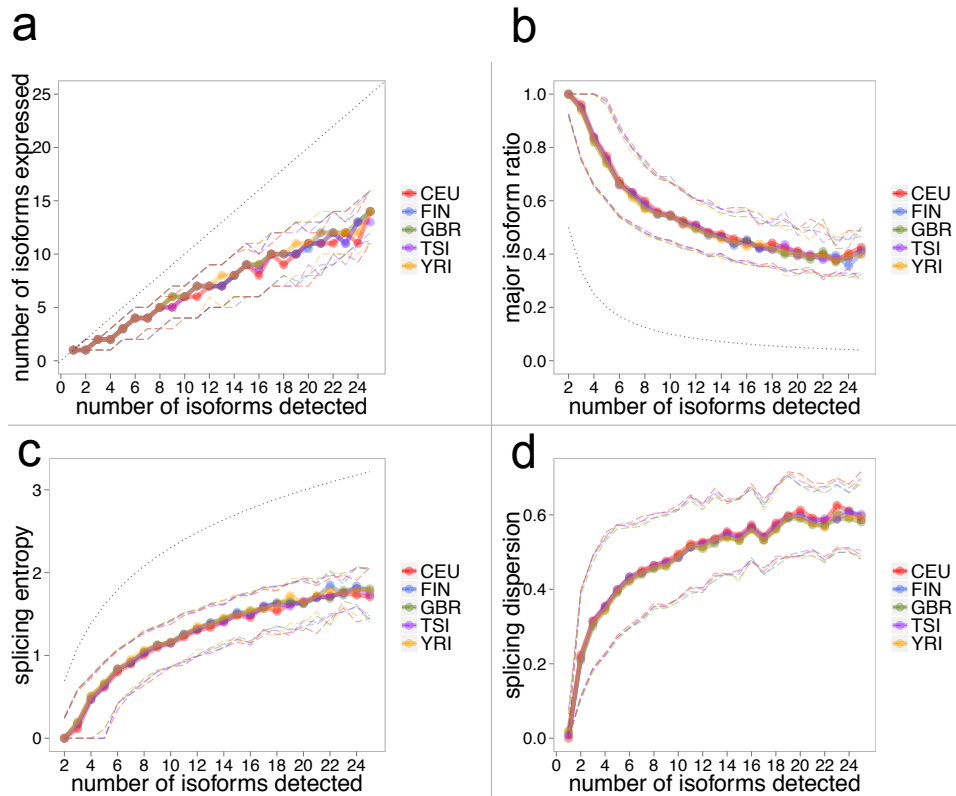 a
number of isoforms expressed
25
20
15
10
5
0
0 2 4 6 8 10 12 14 16 18 20 22 24 26
number of isoforms detected
CEU
FIN
GBR
TSI
YRI
b
major isoform ratio
1.0
0.8
0.6
0.4
0.2
0.0
2 4 6 8 10 12 14 16 18 20 22 24
number of isoforms detected
CEU
FIN
GBR
TSI
YRI
c
splicing entropy
3
2
1
0
2 4 6 8 10 12 14 16 18 20 22 24
number of isoforms detected
CEU
FIN
GBR
TSI
YRI
d
splicing dispersion
0.6
0.4
0.2
0.0
0 2 4 6 8 10 12 14 16 18 20 22 24
number of isoforms detected
CEU
FIN
GBR
TSI
YRI